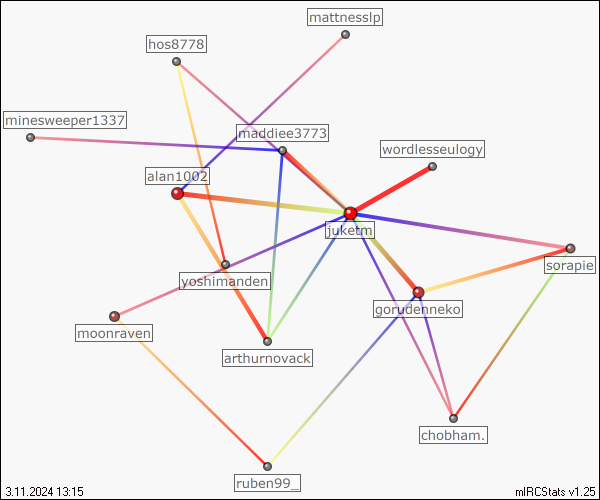 mattnesslp
hos8778
minesweeper1337
maddiee3773
wordlesseulogy
alan1002
juketm
sorapie
yoshimanden
gorudenneko
moonraven
arthurnovack
chobham.
ruben99_
3.11.2024 13:15
mIRCStats v1.25